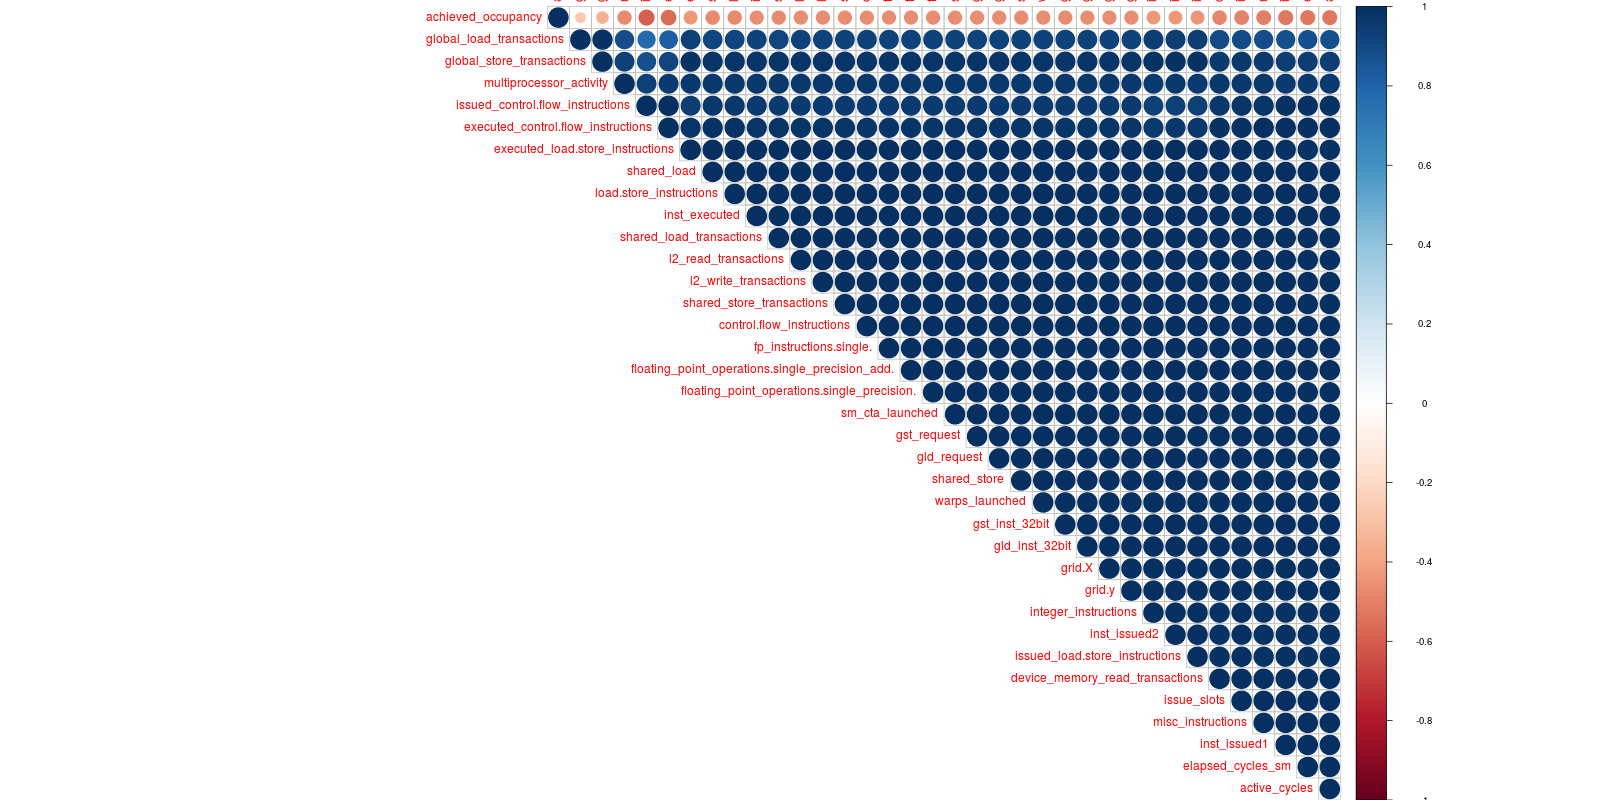 achieved_occupancy
global_load_transactions
global_store_transactions
multiprocessor_activity
issued_control.flow_instructions
executed_control.flow_instructions
executed_load.store_instructions
shared_load
load.store_instructions
inst_executed
shared_load_transactions
l2_read_transactions
l2_write_transactions
shared_store_transactions
control.flow_instructions
fp_instructions.single.
floating_point_operations.single_precision_add.
floating_point_operations.single_precision.
sm_cta_launched
gst_request
gld_request
shared_store
warps_launched
gst_inst_32bit
gld_inst_32bit
grid.X
grid.y
integer_instructions
inst_issued2
issued_load.store_instructions
device_memory_read_transactions
issue_slots
misc_instructions
inst_issued1
elapsed_cycles_sm
active_cycles
1
0.8
0.6
0.4
0.2
0
-0.2
-0.4
-0.6
-0.8